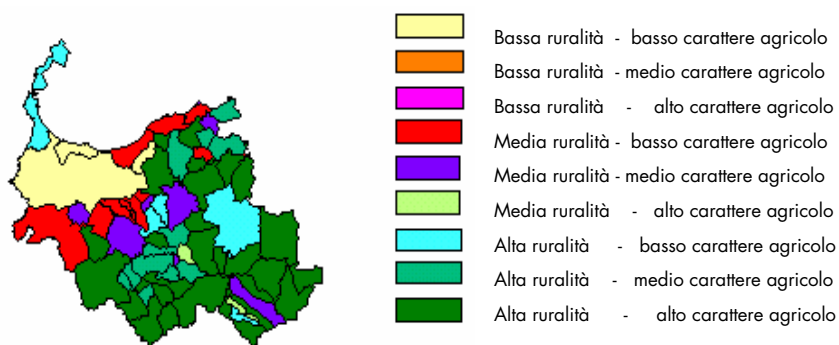 Bassa ruralità - basso carattere agricolo
Bassa ruralità - medio carattere agricolo
Bassa ruralità - alto carattere agricolo
Media ruralità - basso carattere agricolo
Media ruralità - medio carattere agricolo
Media ruralità - alto carattere agricolo
Alta ruralità - basso carattere agricolo
Alta ruralità - medio carattere agricolo
Alta ruralità - alto carattere agricolo